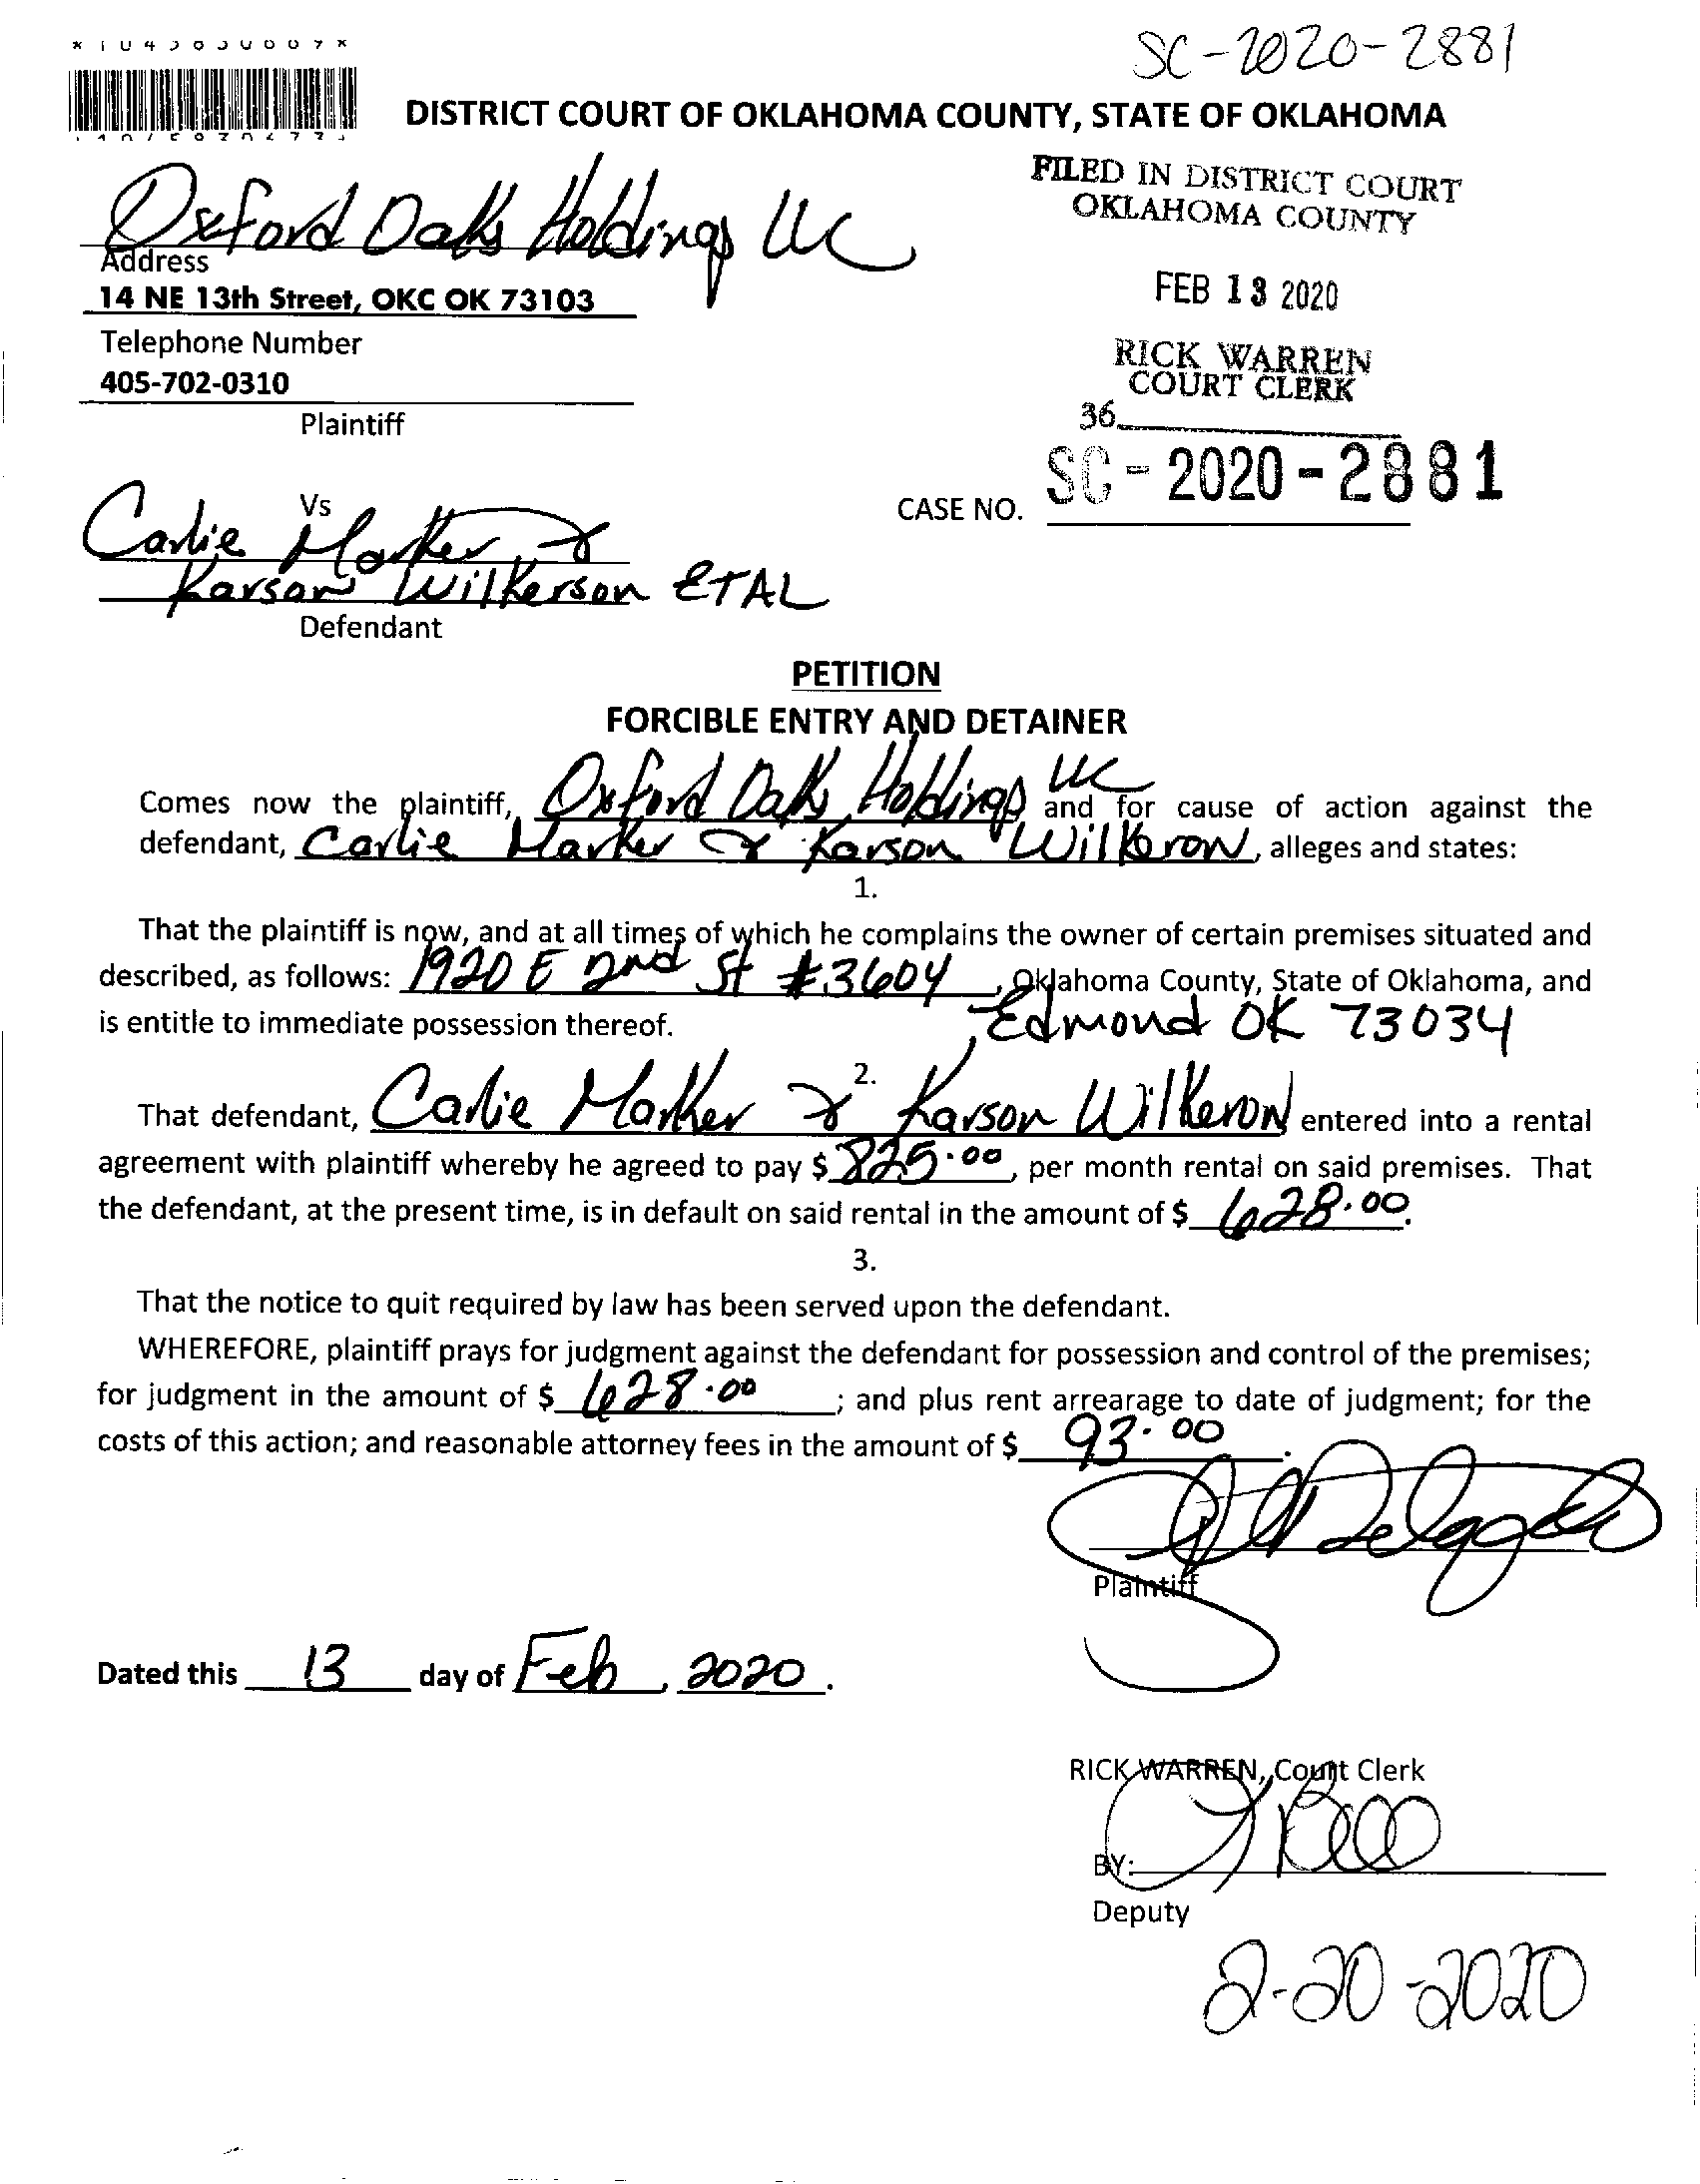 SC-2020-2881
DISTRICT COURT OF OKLAHOMA COUNTY, STATE OF OKLAHOMA
FILED IN DISTRICT COURT
OKLAHOMA COUNTY
Oxford Oaks Holdings LLC
Address
14 NE 13th Street, OKC OK 73103
FEB 13 2020
Telephone Number
405-702-0310
RICK WARREN
COURT CLERK
Plaintiff
36
CASE NO. SC-2020-2881
Vs
Carlie Marker &
Karson Wilkerson ETAL
Defendant
PETITION
FORCIBLE ENTRY AND DETAINER
Comes now the plaintiff, Oxford Oaks Holdings LLC and for cause of action against the
defendant, Carlie Marker & Karson Wilkerson, alleges and states:
1.
That the plaintiff is now, and at all times of which he complains the owner of certain premises situated and
described, as follows: 1920 E 2nd St #3604, Oklahoma County, State of Oklahoma, and
is entitle to immediate possession thereof. Edmond OK 73034
2.
That defendant, Carlie Marker & Karson Wilkerson entered into a rental
agreement with plaintiff whereby he agreed to pay $ 825.00, per month rental on said premises. That
the defendant, at the present time, is in default on said rental in the amount of $ 628.00.
3.
That the notice to quit required by law has been served upon the defendant.
WHEREFORE, plaintiff prays for judgment against the defendant for possession and control of the premises;
for judgment in the amount of $ 628.00 ; and plus rent arrearage to date of judgment; for the
costs of this action; and reasonable attorney fees in the amount of $ 93.00.
Plaintiff
Dated this 13 day of Feb, 2020.
RICK WARREN, Court Clerk
BY:
Deputy
2-20-2020